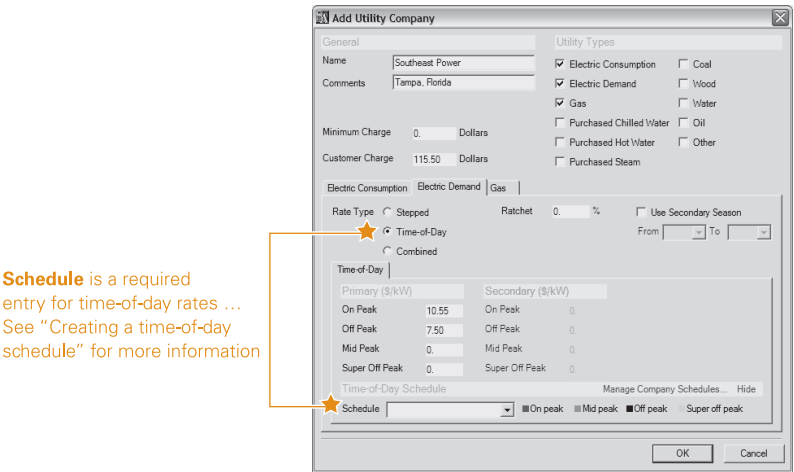 Add Utility Company
General
Utility Types
Name
Southeast Power
Electric Consumption
Coal
Comments
Tampa, Florida
Electric Demand
Wood
Gas
Water
Purchased Chilled Water
Oil
Minimum Charge
0.
Dollars
Purchased Hot Water
Other
Customer Charge
115.50
Dollars
Purchased Steam
Electric Consumption
Electric Demand
Gas
Rate Type
Stepped
Ratchet
0.
%
Use Secondary Season
Time-of-Day
From
To
Combined
Time-of-Day
Primary ($/kW)
Secondary ($/kW)
On Peak
10.55
On Peak
0.
Off Peak
7.50
Off Peak
0.
Mid Peak
0.
Mid Peak
0.
Super Off Peak
0.
Super Off Peak
0.
Time-of-Day Schedule
Manage Company Schedules...
Hide
Schedule
On peak
Mid peak
Off peak
Super off peak
OK
Cancel
Schedule is a required
entry for time-of-day rates …
See “Creating a time-of-day
schedule” for more information